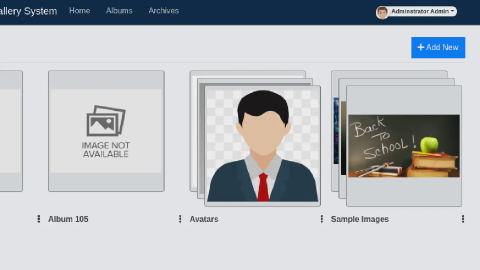 allery System Home Albums Archives Adminstrator Admin
+ Add New
IMAGE NOT
AVAILABLE
Back
To
School!
Album 105 Avatars Sample Images